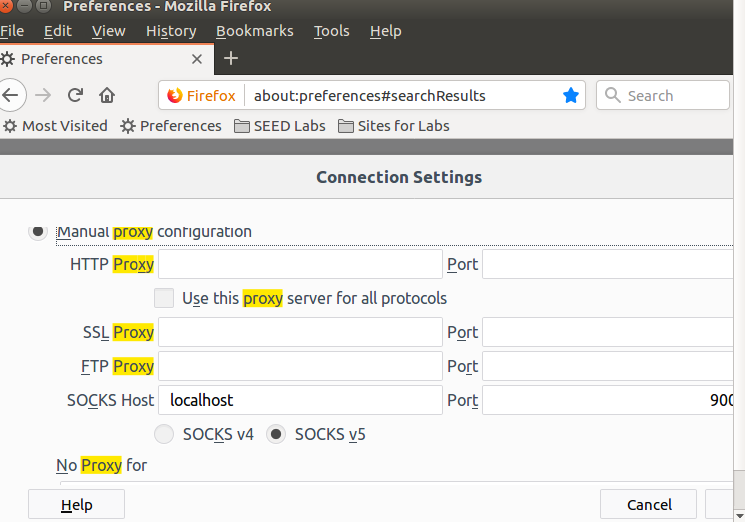 Preferences - Mozilla Firefox
File Edit View History Bookmarks Tools Help
Preferences
Firefox about:preferences#searchResults Search
Most Visited Preferences SEED Labs Sites for Labs
Connection Settings
Manual proxy configuration
HTTP Proxy Port
Use this proxy server for all protocols
SSL Proxy Port
FTP Proxy Port
SOCKS Host localhost Port 900
SOCKS v4 SOCKS v5
No Proxy for
Help Cancel